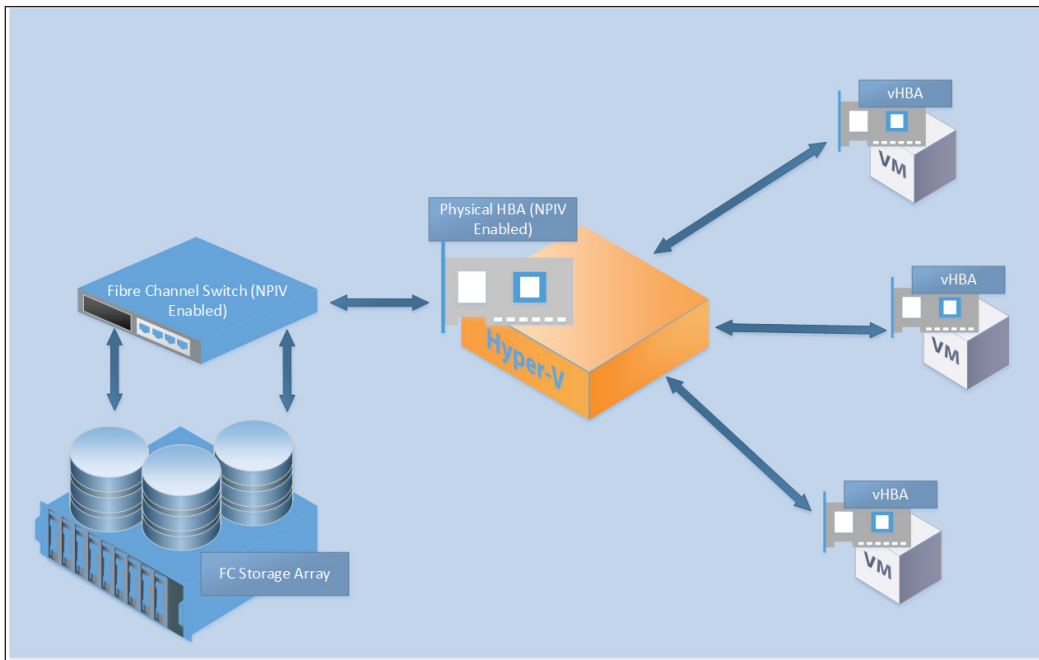 vHBA
VM
Physical HBA (NPIV
Enabled)
Fibre Channel Switch (NPIV
Enabled)
Hyper-V
vHBA
VM
FC Storage Array
vHBA
VM